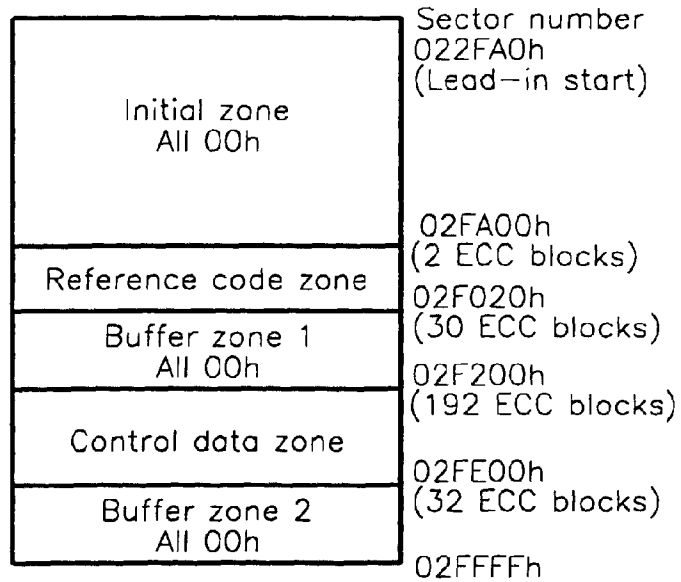 Sector number
022FA0h
(Lead-in start)
Initial zone
All 00h
02FA00h
(2 ECC blocks)
Reference code zone
02F020h
(30 ECC blocks)
Buffer zone 1
All 00h
02F200h
(192 ECC blocks)
Control data zone
02FE00h
(32 ECC blocks)
Buffer zone 2
All 00h
02FFFFh